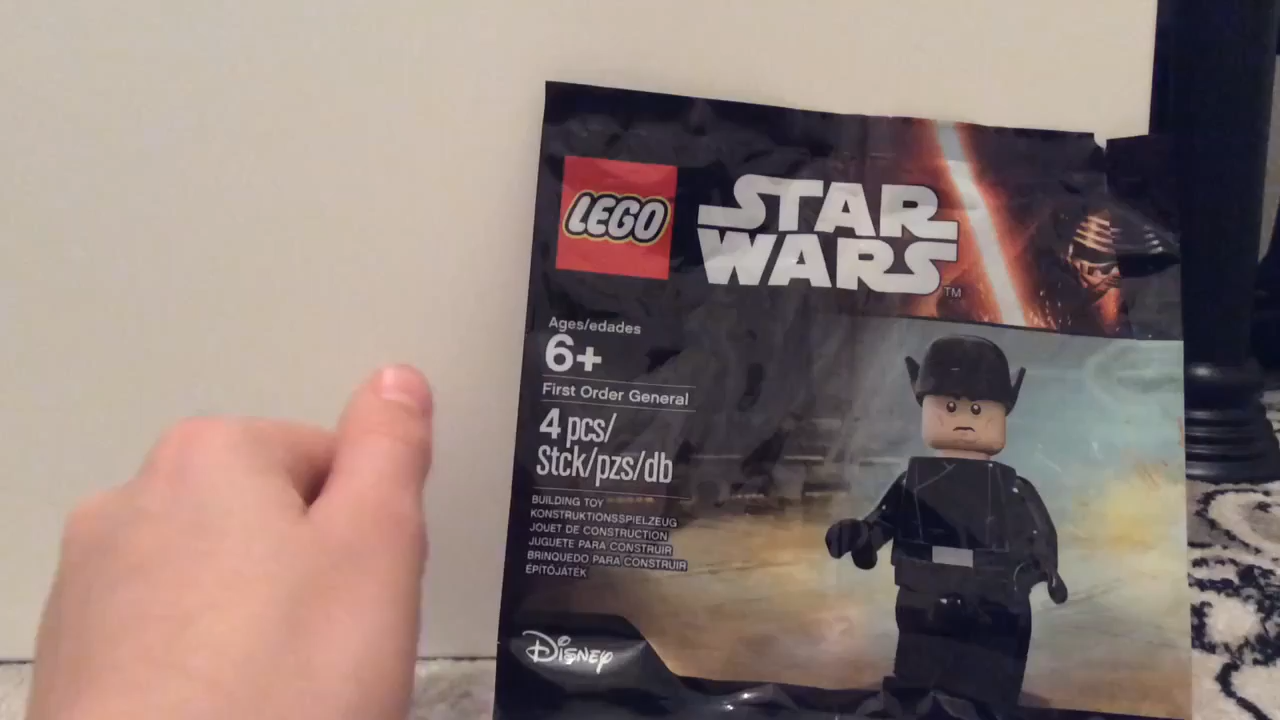 LEGO
STAR
WARS
TM
Ages/edades
6+
First Order General
4 pcs/
Stck/pzs/db
BUILDING TOY
KONSTRUKTIONSSPIELZEUG
JOUET DE CONSTRUCTION
JUGUETE PARA CONSTRUIR
BRINQUEDO PARA CONSTRUIR
ÉPÍTŐJÁTÉK
Disney